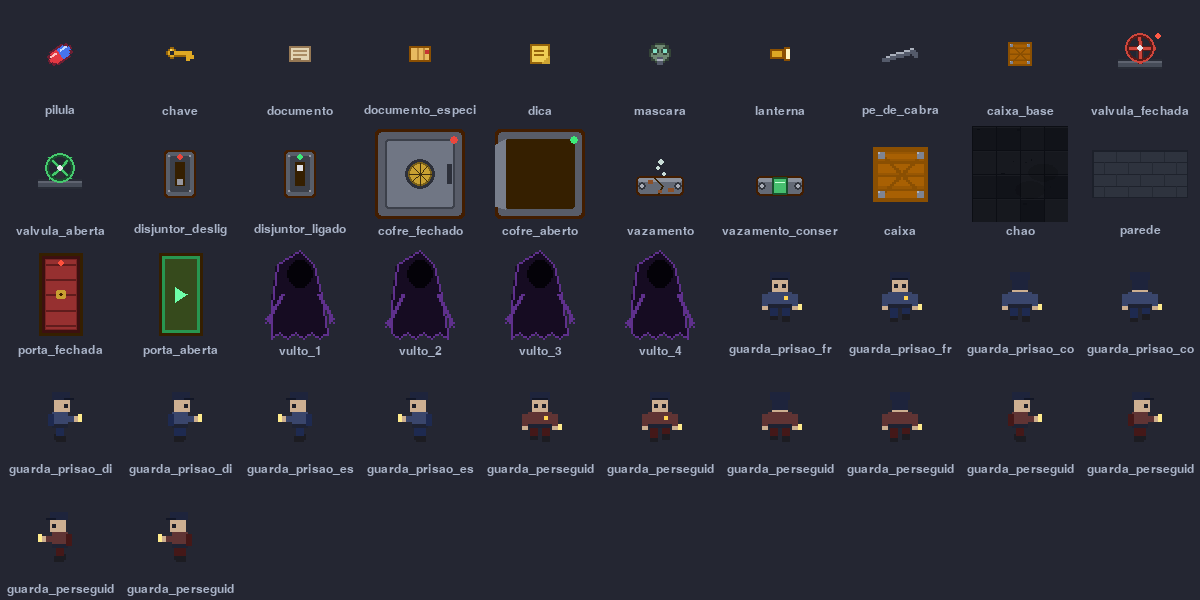 pilula chave documento documento_especi dica mascara lanterna pe_de_cabra caixa_base valvula_fechada
valvula_aberta disjuntor_deslig disjuntor_ligado cofre_fechado cofre_aberto vazamento vazamento_conser caixa chao parede
porta_fechada porta_aberta vulto_1 vulto_2 vulto_3 vulto_4 guarda_prisao_fr guarda_prisao_fr guarda_prisao_co guarda_prisao_co
guarda_prisao_di guarda_prisao_di guarda_prisao_es guarda_prisao_es guarda_perseguid guarda_perseguid guarda_perseguid guarda_perseguid guarda_perseguid guarda_perseguid
guarda_perseguid guarda_perseguid